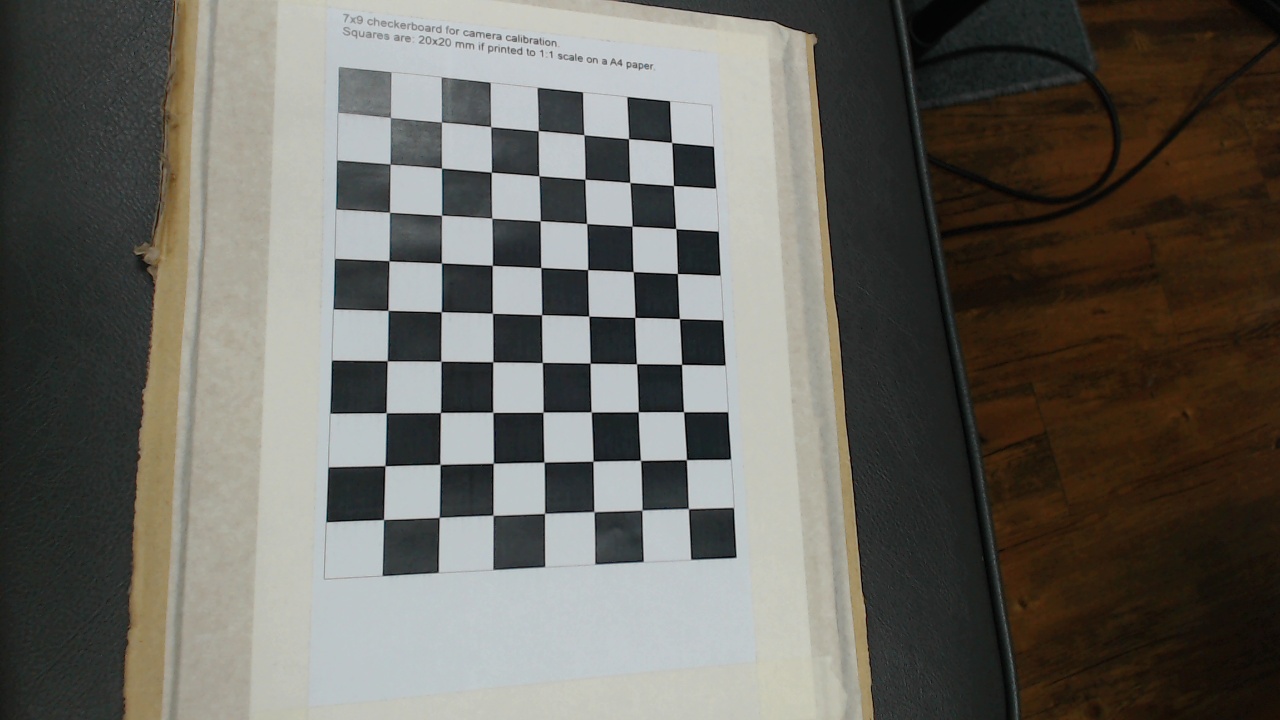 7x9 checkerboard for camera calibration.
Squares are: 20x20 mm if printed to 1:1 scale on a A4 paper.